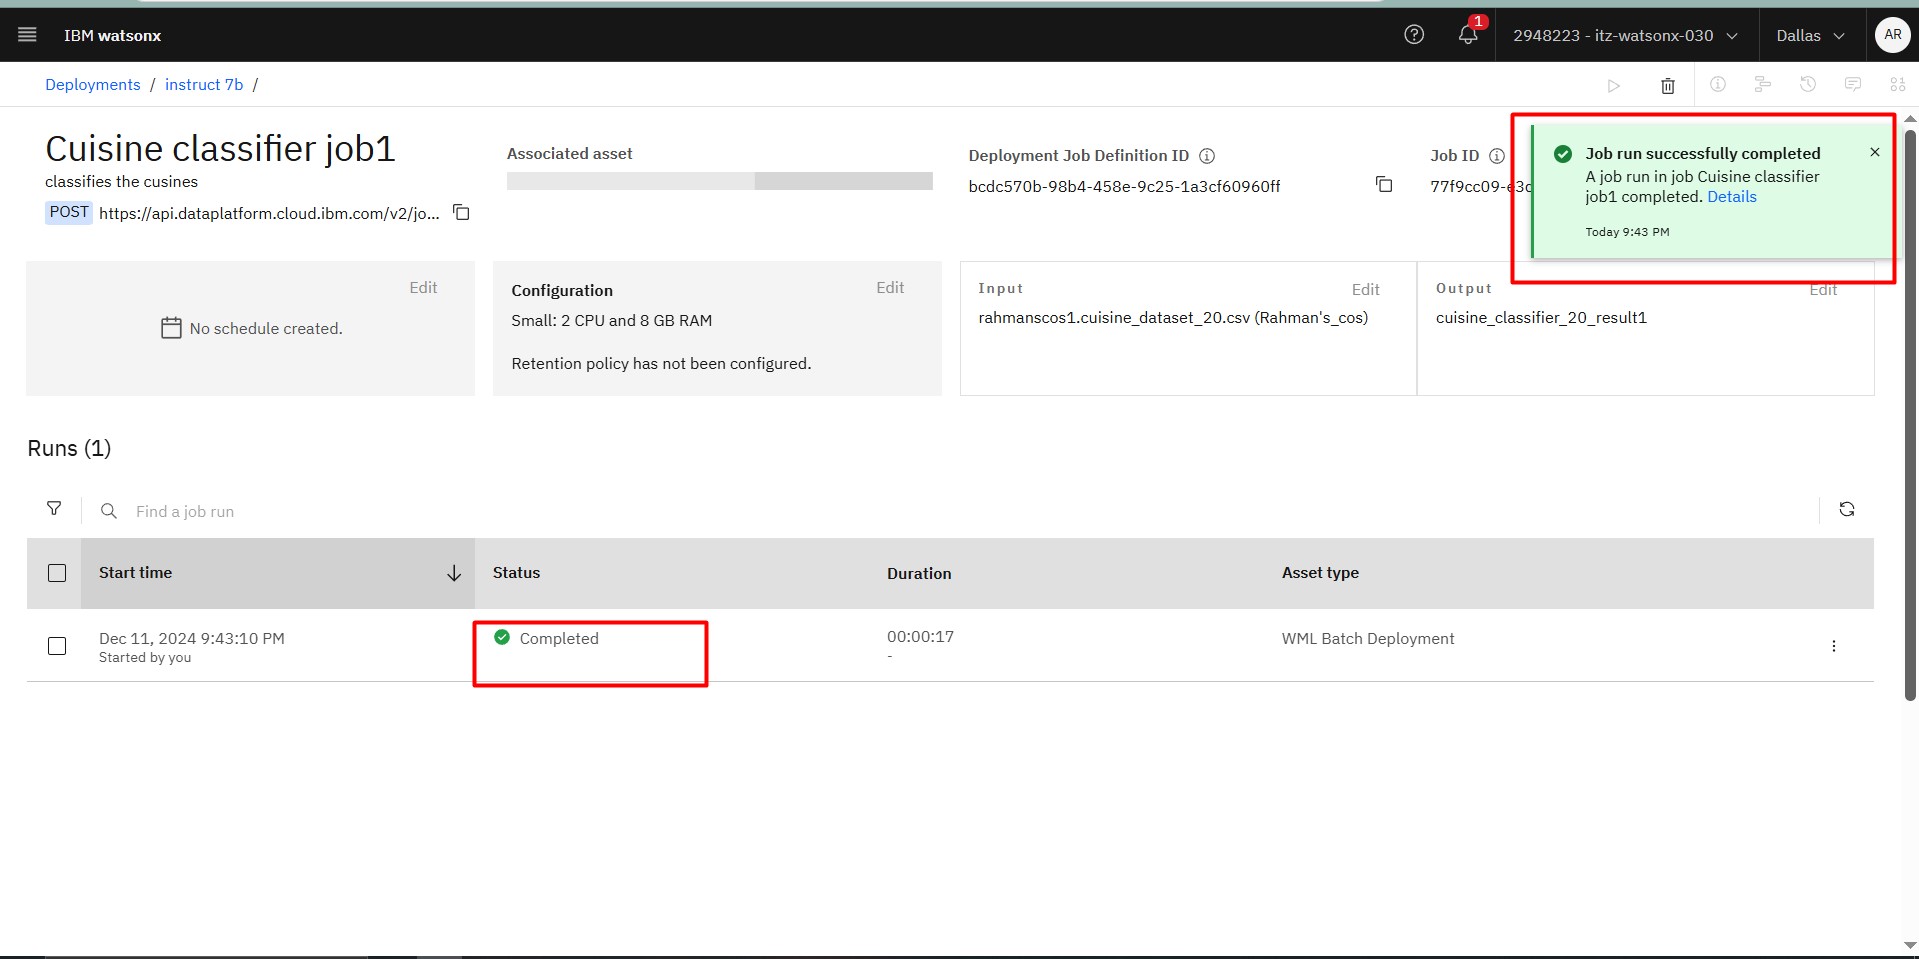 IBM watsonx
1
2948223 - itz-watsonx-030
Dallas
AR
Deployments / instruct 7b /
Cuisine classifier job1
classifies the cusines
POST https://api.dataplatform.cloud.ibm.com/v2/jo...
Associated asset
Deployment Job Definition ID
bcdc570b-98b4-458e-9c25-1a3cf60960ff
Job ID
77f9cc09-e3c
Job run successfully completed
A job run in job Cuisine classifier
job1 completed. Details
Today 9:43 PM
Edit
No schedule created.
Configuration
Edit
Small: 2 CPU and 8 GB RAM
Retention policy has not been configured.
Input
Edit
rahmanscos1.cuisine_dataset_20.csv (Rahman's_cos)
Output
Edit
cuisine_classifier_20_result1
Runs (1)
Find a job run
Start time
Status
Duration
Asset type
Dec 11, 2024 9:43:10 PM
Started by you
Completed
00:00:17
-
WML Batch Deployment